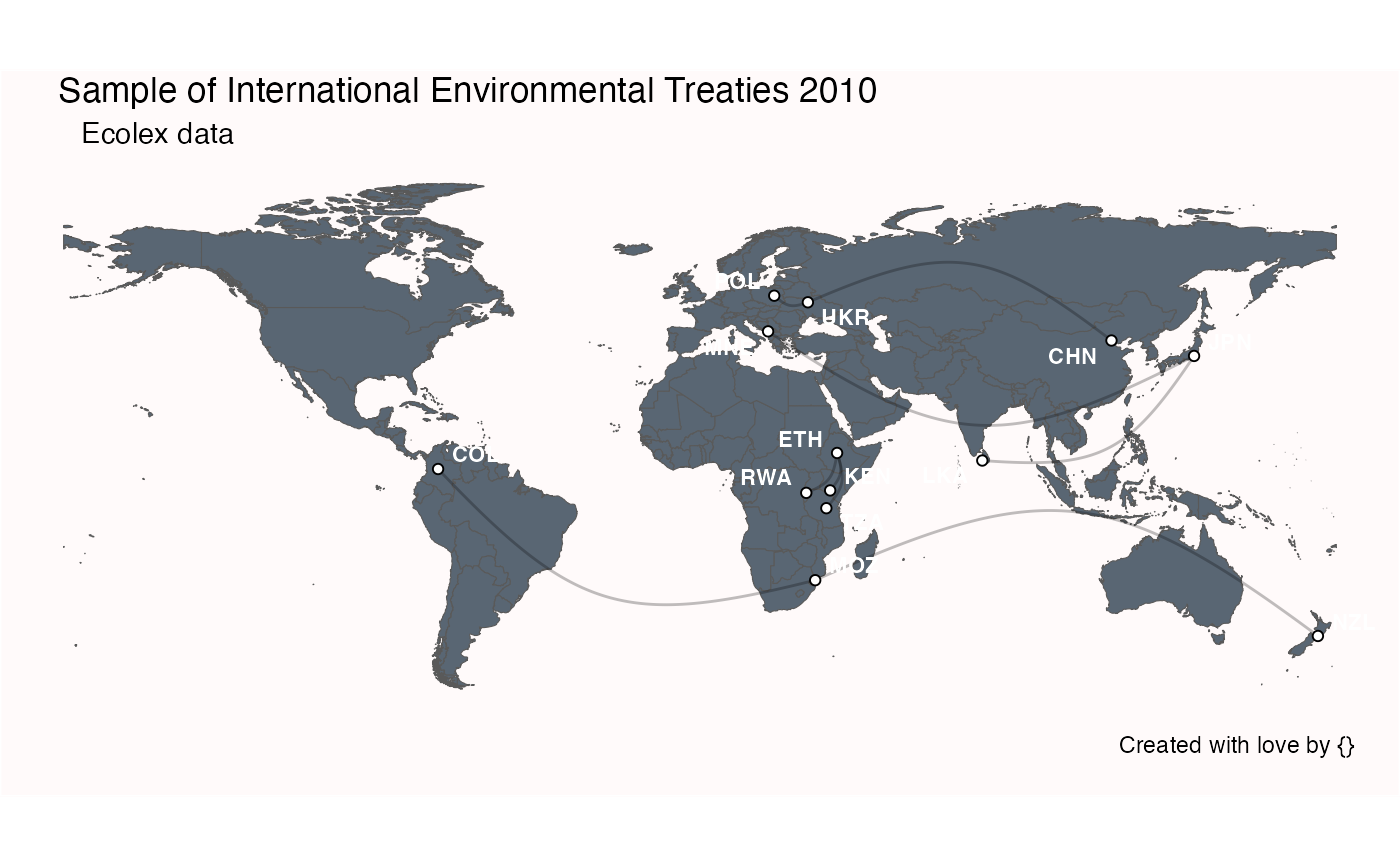 Sample of International Environmental Treaties 2010
Ecolex data
POL
UKR
MNE
CHN
JPN
ETH
COL
RWA
KEN
LKA
TZA
MOZ
NZL
Created with love by {}